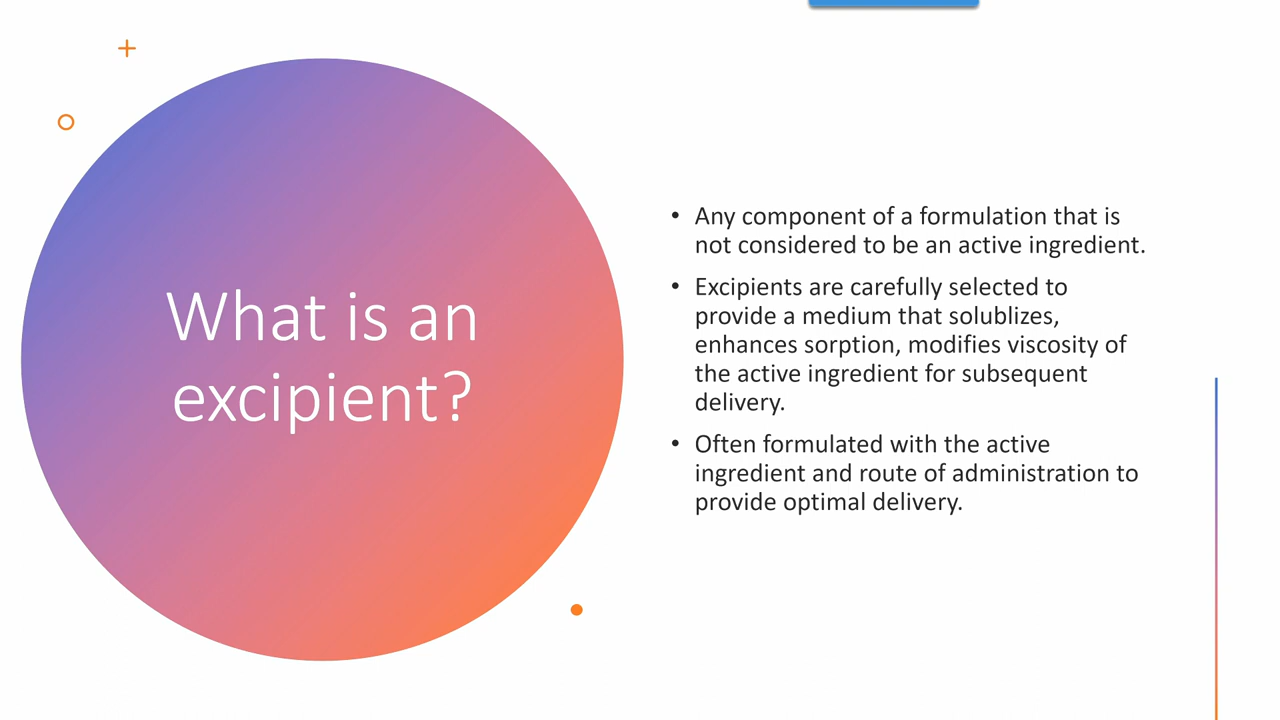 What is an
excipient?
• Any component of a formulation that is
not considered to be an active ingredient.
• Excipients are carefully selected to
provide a medium that solublizes,
enhances sorption, modifies viscosity of
the active ingredient for subsequent
delivery.
• Often formulated with the active
ingredient and route of administration to
provide optimal delivery.